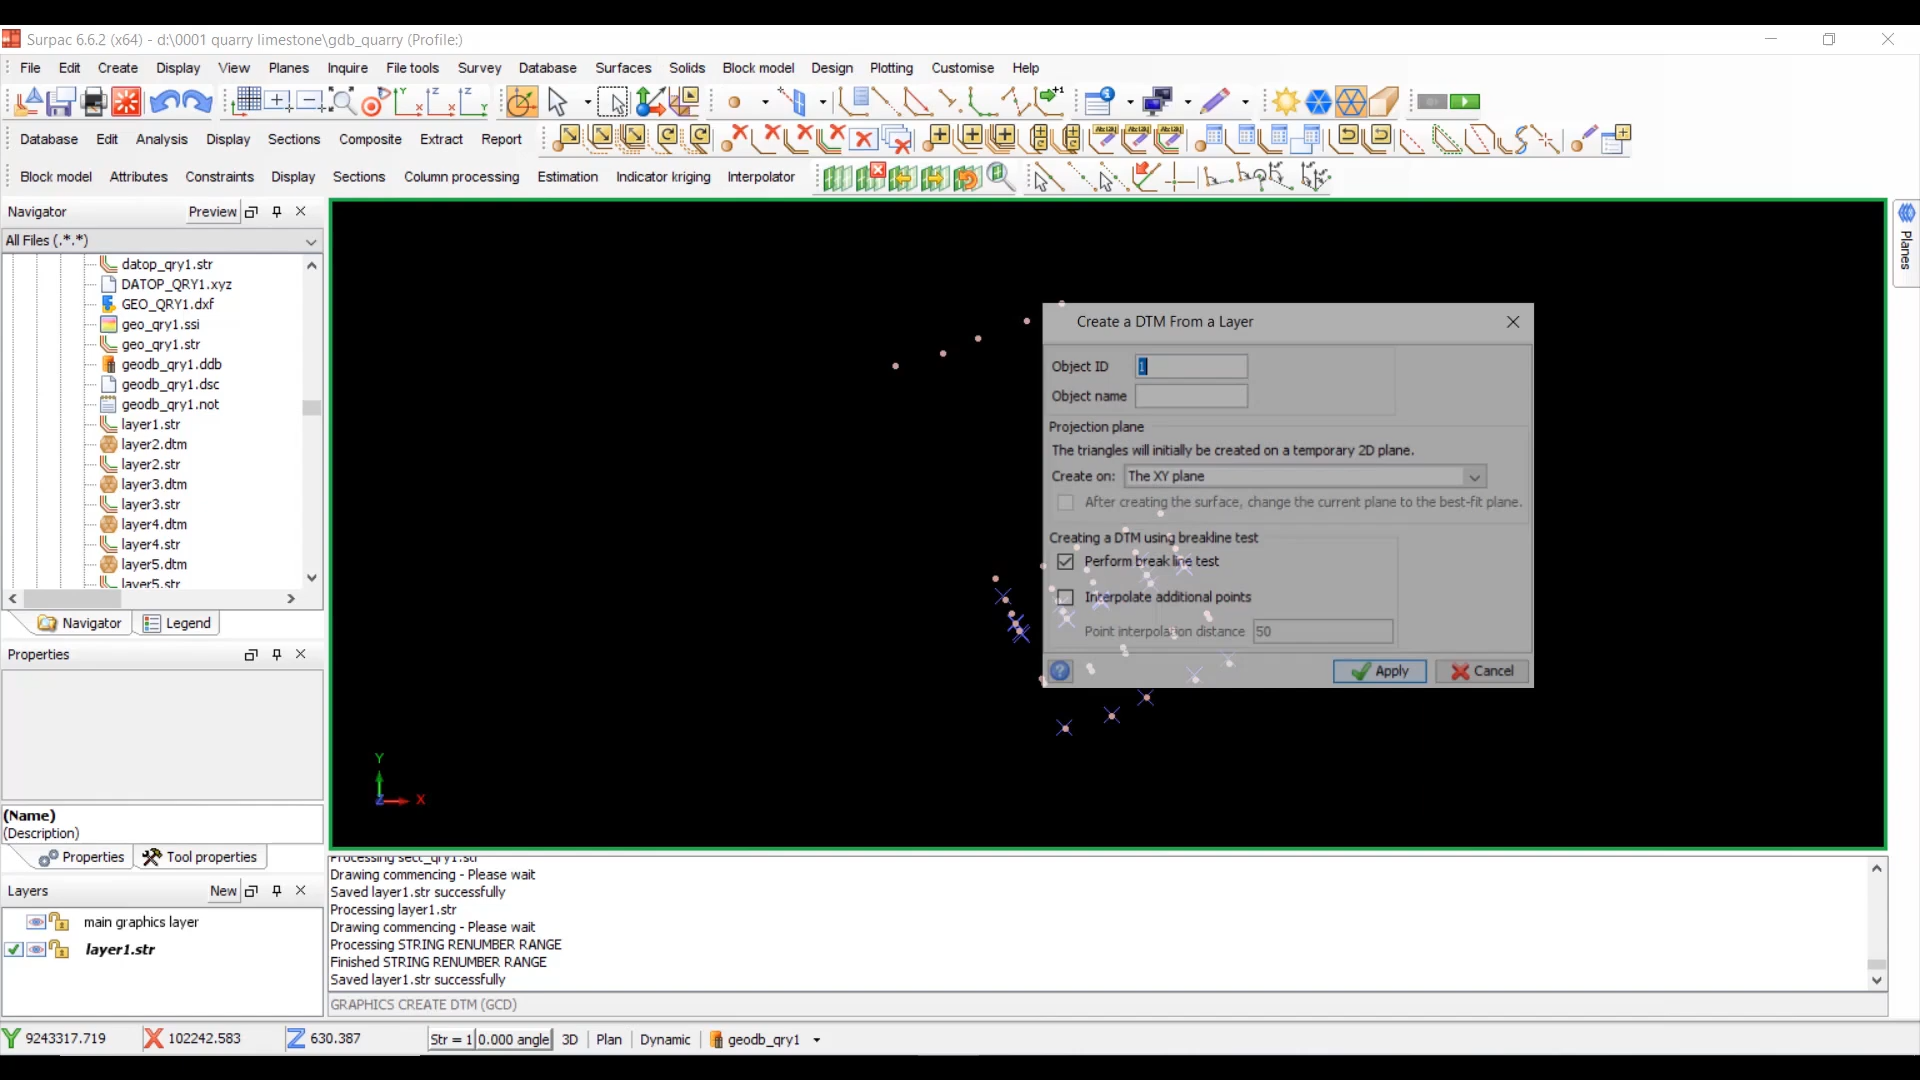 Surpac 6.6.2 (x64) - d:\0001 quarry limestone\gdb_quarry (Profile:)
File Edit Create Display View Planes Inquire File tools Survey Database Surfaces Solids Block model Design Plotting Customise Help
Database Edit Analysis Display Sections Composite Extract Report
Block model Attributes Constraints Display Sections Column processing Estimation Indicator kriging Interpolator
Navigator Preview
All Files (.*.*)
datop_qry1.str
DATOP_QRY1.xyz
GEO_QRY1.dxf
geo_qry1.ssi
geo_qry1.str
geodb_qry1.ddb
geodb_qry1.dsc
geodb_qry1.not
layer1.str
layer2.dtm
layer2.str
layer3.dtm
layer3.str
layer4.dtm
layer4.str
layer5.dtm
layer5.str
Navigator Legend
Properties
(Name)
(Description)
Properties Tool properties
Layers New
main graphics layer
layer1.str
Planes
Create a DTM From a Layer
Object ID 1
Object name
Projection plane
The triangles will initially be created on a temporary 2D plane.
Create on: The XY plane
After creating the surface, change the current plane to the best-fit plane.
Creating a DTM using breakline test
Perform break line test
Interpolate additional points
Point interpolation distance 50
Apply Cancel
Y
Z X
Processing sect_qry1.str
Drawing commencing - Please wait
Saved layer1.str successfully
Processing layer1.str
Drawing commencing - Please wait
Processing STRING RENUMBER RANGE
Finished STRING RENUMBER RANGE
Saved layer1.str successfully
GRAPHICS CREATE DTM (GCD)
Y 9243317.719 X 102242.583 Z 630.387 Str = 1 0.000 angle 3D Plan Dynamic geodb_qry1